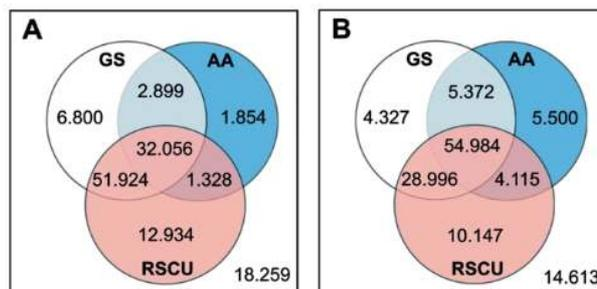 A
GS
AA
2.899
6.800
1.854
32.056
51.924
1.328
12.934
RSCU
18.259
B
GS
AA
5.372
4.327
5.500
54.984
28.996
4.115
10.147
RSCU
14.613